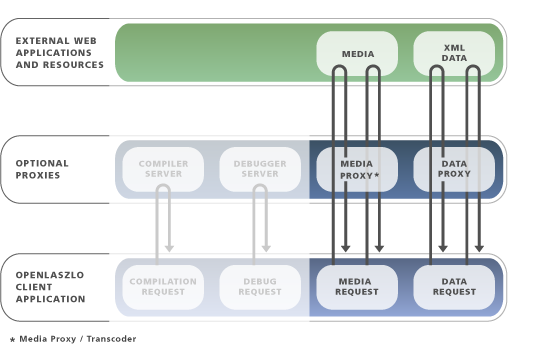 EXTERNAL WEB
APPLICATIONS
AND RESOURCES
MEDIA
XML
DATA
OPTIONAL
PROXIES
COMPILER
SERVER
DEBUGGER
SERVER
MEDIA
PROXY*
DATA
PROXY
OPENLASZLO
CLIENT
APPLICATION
COMPILATION
REQUEST
DEBUG
REQUEST
MEDIA
REQUEST
DATA
REQUEST
* Media Proxy / Transcoder